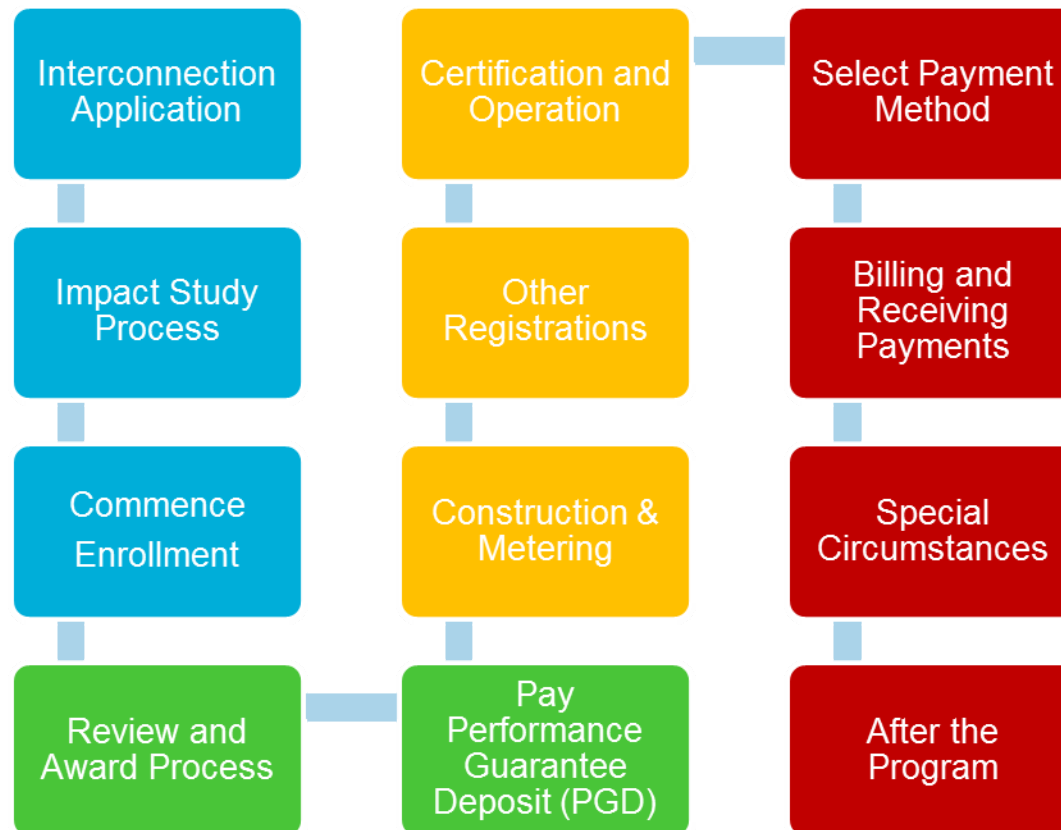 Interconnection
Application
Impact Study
Process
Commence
Enrollment
Review and
Award Process
Pay
Performance
Guarantee
Deposit (PGD)
Construction &
Metering
Other
Registrations
Certification and
Operation
Select Payment
Method
Billing and
Receiving
Payments
Special
Circumstances
After the
Program